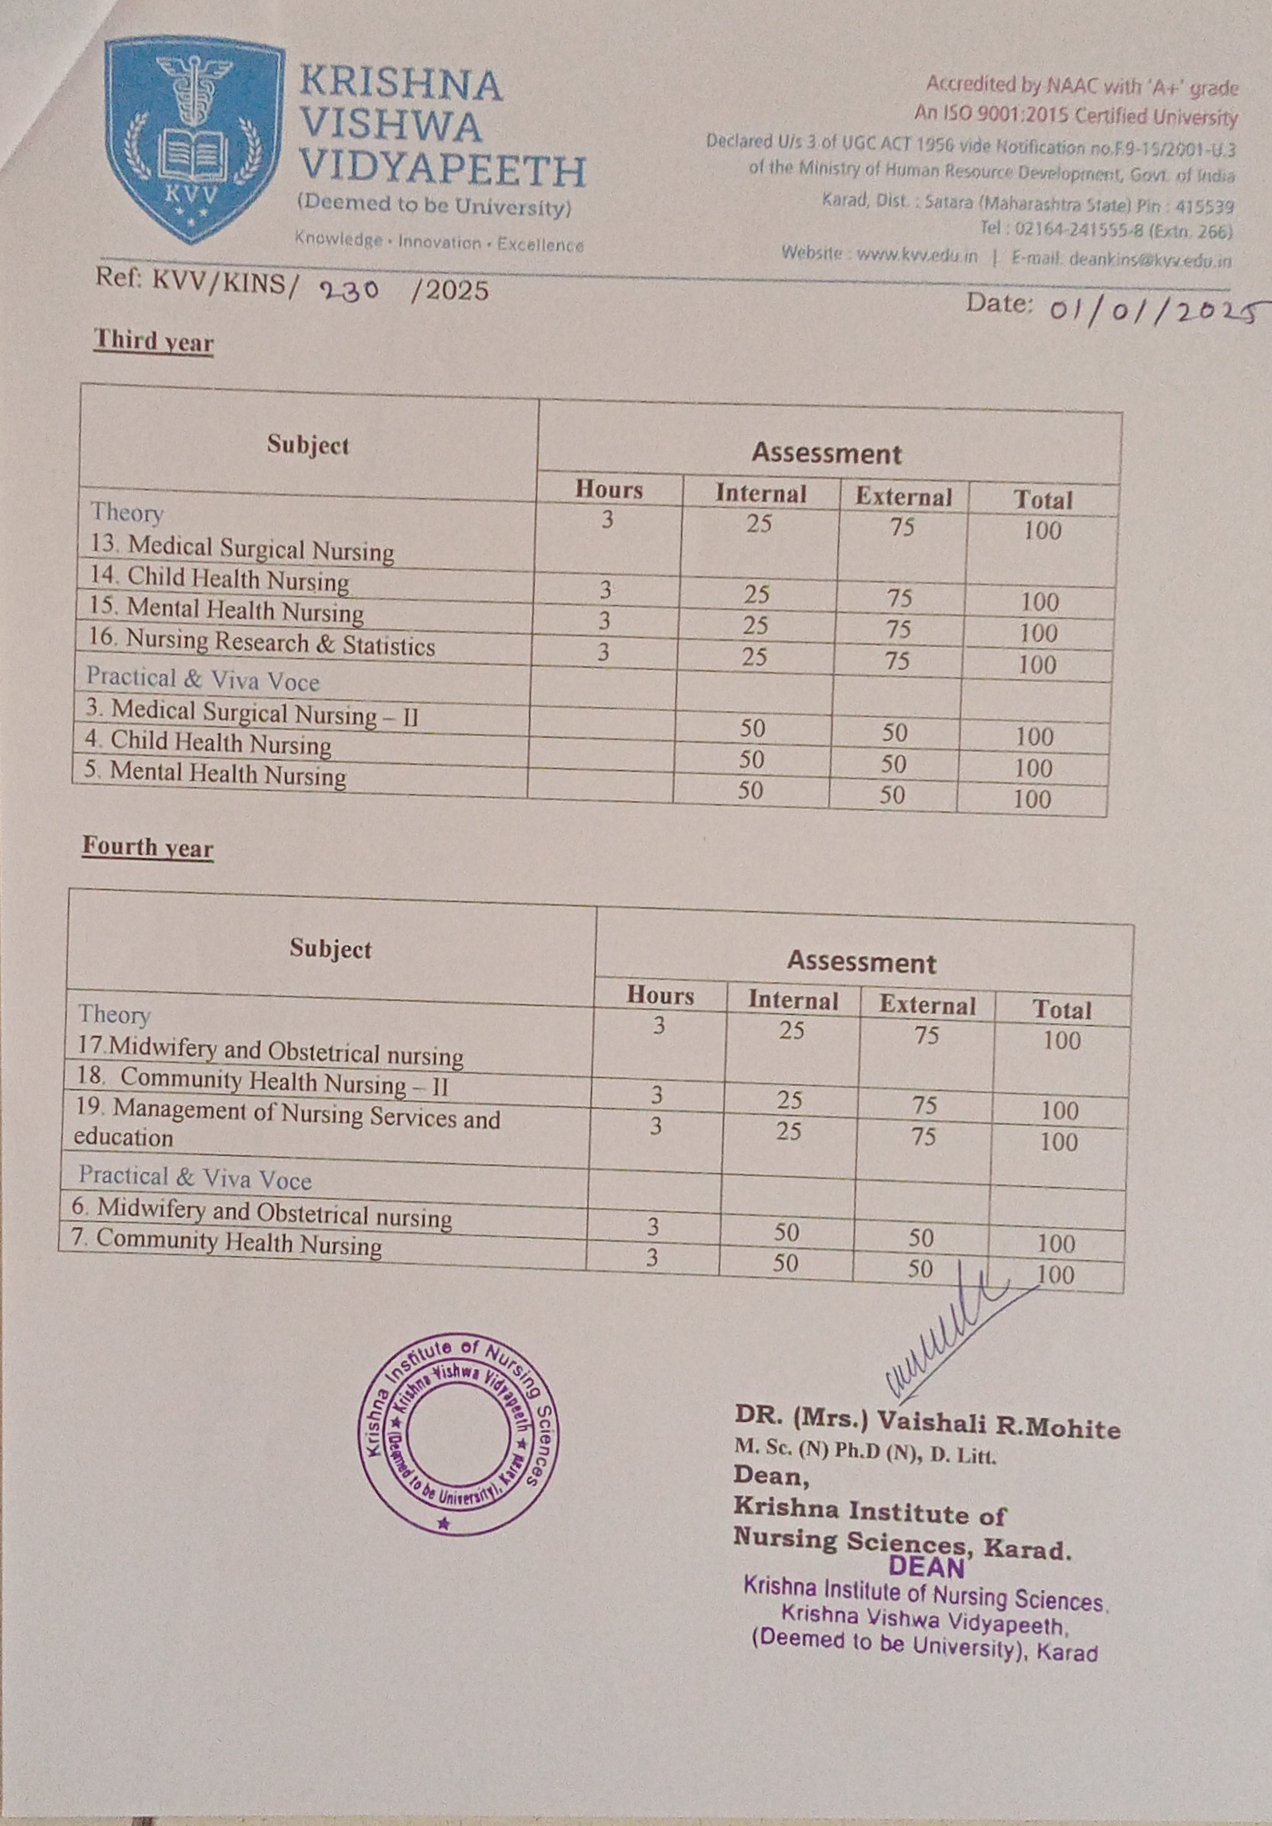 KRISHNA
VISHWA
VIDYAPEETH
(Deemed to be University)
Knowledge • Innovation • Excellence
KVV
Accredited by NAAC with 'A+' grade
An ISO 9001:2015 Certified University
Declared U/s 3 of UGC ACT 1956 vide Notification no.F.9-15/2001-U.3
of the Ministry of Human Resource Development, Govt. of India
Karad, Dist. : Satara (Maharashtra State) Pin : 415539
Tel : 02164-241555-8 (Extn. 266)
Website : www.kvv.edu.in | E-mail: deankins@kvv.edu.in
Ref: KVV/KINS/ 230 /2025
Date: 01/01/2025
Third year
Subject Assessment
Hours Internal External Total
Theory
13. Medical Surgical Nursing 3 25 75 100
14. Child Health Nursing 3 25 75 100
15. Mental Health Nursing 3 25 75 100
16. Nursing Research & Statistics 3 25 75 100
Practical & Viva Voce
3. Medical Surgical Nursing – II 50 50 100
4. Child Health Nursing 50 50 100
5. Mental Health Nursing 50 50 100
Fourth year
Subject Assessment
Hours Internal External Total
Theory
17.Midwifery and Obstetrical nursing 3 25 75 100
18. Community Health Nursing – II 3 25 75 100
19. Management of Nursing Services and 3 25 75 100
education
Practical & Viva Voce
6. Midwifery and Obstetrical nursing 3 50 50 100
7. Community Health Nursing 3 50 50 100
Krishna Institute of Nursing Sciences
Krishna Vishwa Vidyapeeth
(Deemed to be University), Karad
DR. (Mrs.) Vaishali R.Mohite
M. Sc. (N) Ph.D (N), D. Litt.
Dean,
Krishna Institute of
Nursing Sciences, Karad.
DEAN
Krishna Institute of Nursing Sciences,
Krishna Vishwa Vidyapeeth,
(Deemed to be University), Karad